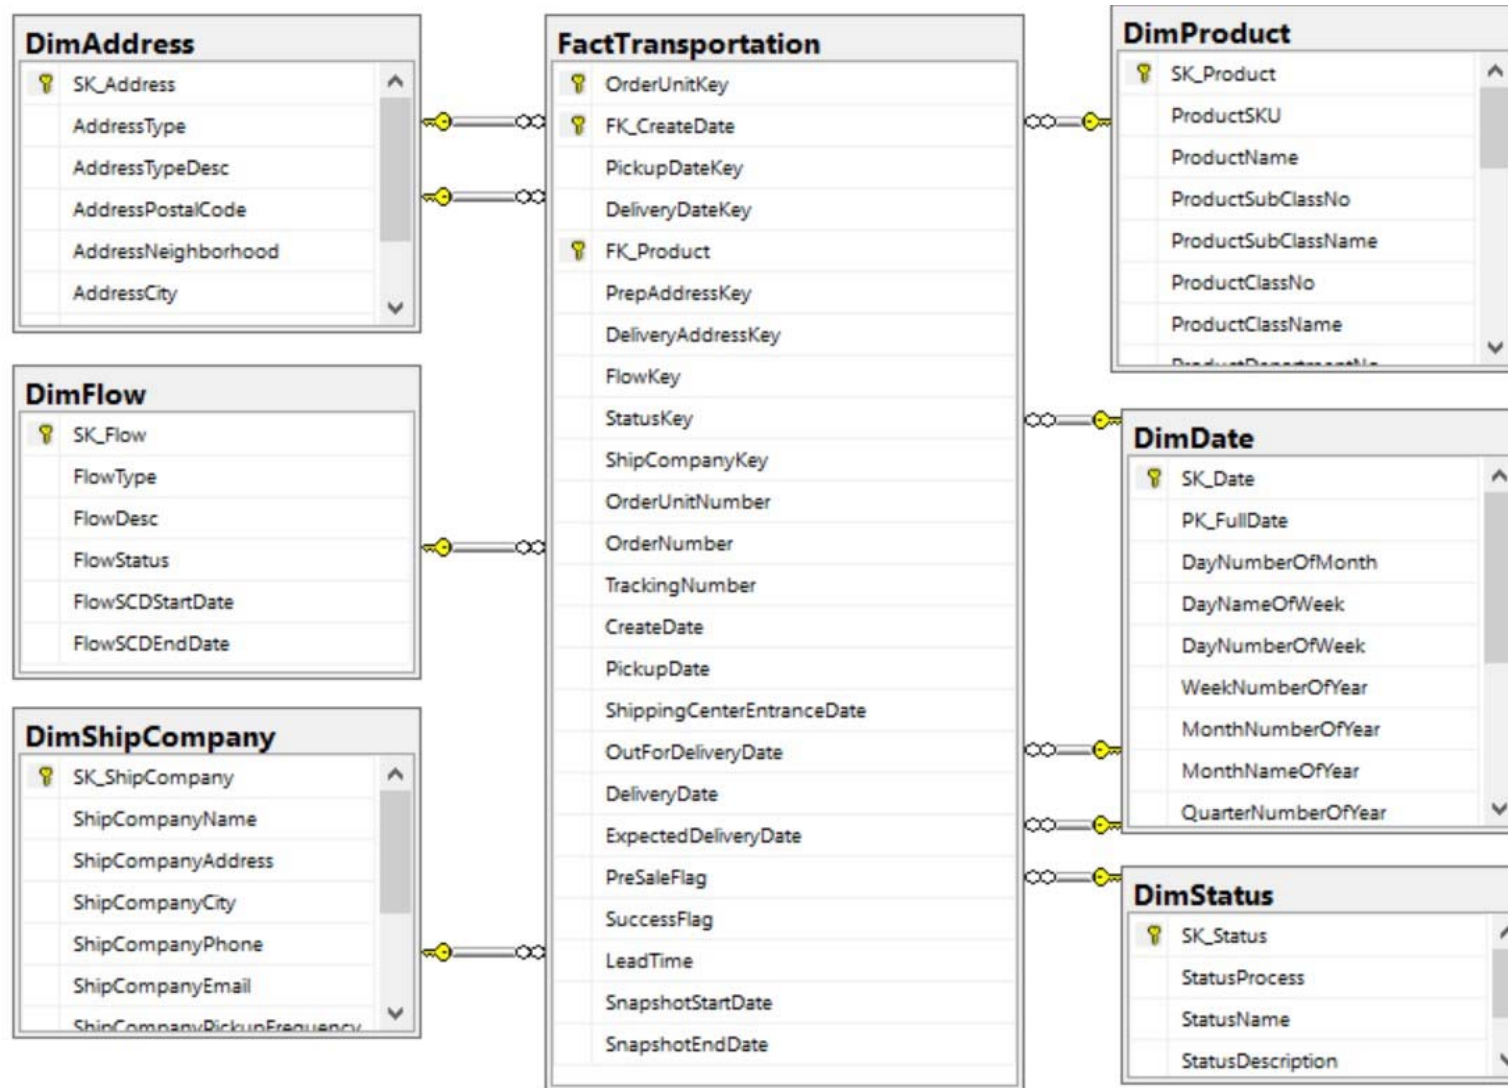 DimAddress
SK_Address
AddressType
AddressTypeDesc
AddressPostalCode
AddressNeighborhood
AddressCity
DimFlow
SK_Flow
FlowType
FlowDesc
FlowStatus
FlowSCDStartDate
FlowSCDEndDate
DimShipCompany
SK_ShipCompany
ShipCompanyName
ShipCompanyAddress
ShipCompanyCity
ShipCompanyPhone
ShipCompanyEmail
ShipCompanyPickupFrequency
FactTransportation
OrderUnitKey
FK_CreateDate
PickupDateKey
DeliveryDateKey
FK_Product
PrepAddressKey
DeliveryAddressKey
FlowKey
StatusKey
ShipCompanyKey
OrderUnitNumber
OrderNumber
TrackingNumber
CreateDate
PickupDate
ShippingCenterEntranceDate
OutForDeliveryDate
DeliveryDate
ExpectedDeliveryDate
PreSaleFlag
SuccessFlag
LeadTime
SnapshotStartDate
SnapshotEndDate
DimProduct
SK_Product
ProductSKU
ProductName
ProductSubClassNo
ProductSubClassName
ProductClassNo
ProductClassName
ProductDepartmentNo
DimDate
SK_Date
PK_FullDate
DayNumberOfMonth
DayNameOfWeek
DayNumberOfWeek
WeekNumberOfYear
MonthNumberOfYear
MonthNameOfYear
QuarterNumberOfYear
DimStatus
SK_Status
StatusProcess
StatusName
StatusDescription